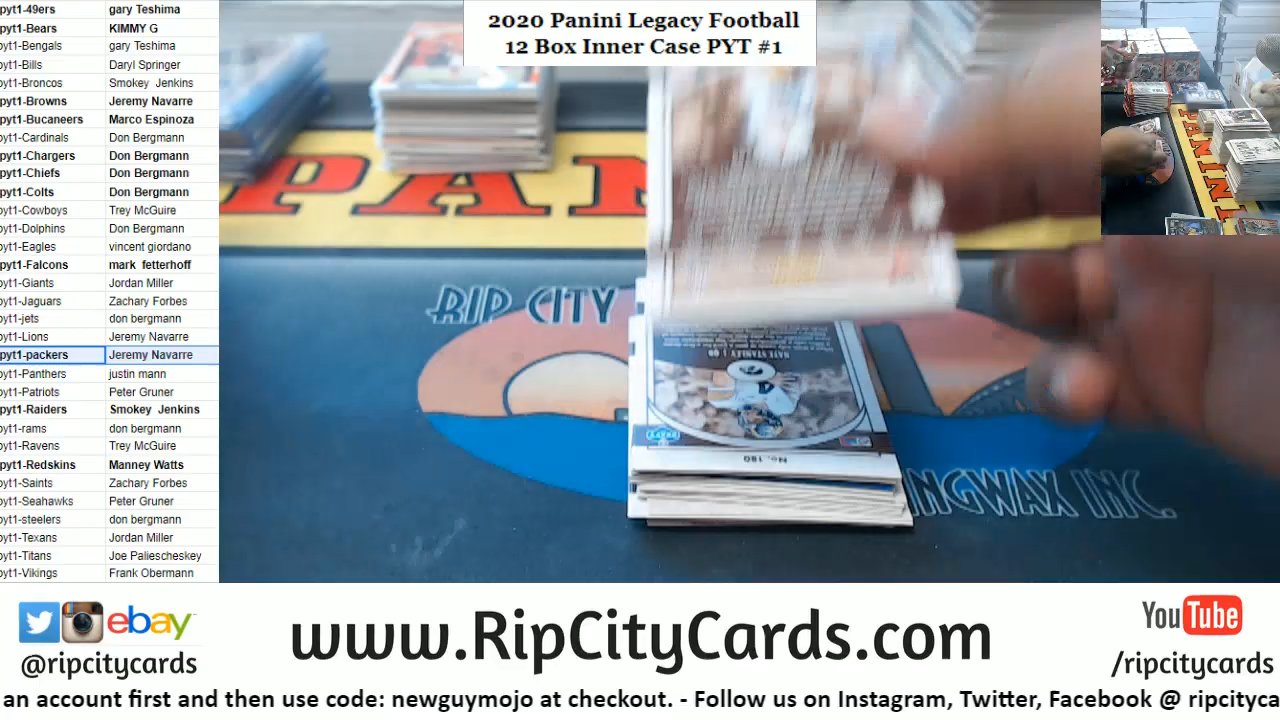 2020 Panini Legacy Football
12 Box Inner Case PYT #1
pyt1-49ers gary Teshima
pyt1-Bears KIMMY G
pyt1-Bengals gary Teshima
pyt1-Bills Daryl Springer
pyt1-Broncos Smokey Jenkins
pyt1-Browns Jeremy Navarre
pyt1-Bucaneers Marco Espinoza
pyt1-Cardinals Don Bergmann
pyt1-Chargers Don Bergmann
pyt1-Chiefs Don Bergmann
pyt1-Colts Don Bergmann
pyt1-Cowboys Trey McGuire
pyt1-Dolphins Don Bergmann
pyt1-Eagles vincent giordano
pyt1-Falcons mark fetterhoff
pyt1-Giants Jordan Miller
pyt1-Jaguars Zachary Forbes
pyt1-jets don bergmann
pyt1-Lions Jeremy Navarre
pyt1-packers Jeremy Navarre
pyt1-Panthers justin mann
pyt1-Patriots Peter Gruner
pyt1-Raiders Smokey Jenkins
pyt1-rams don bergmann
pyt1-Ravens Trey McGuire
pyt1-Redskins Manney Watts
pyt1-Saints Zachary Forbes
pyt1-Seahawks Peter Gruner
pyt1-steelers don bergmann
pyt1-Texans Jordan Miller
pyt1-Titans Joe Paliescheskey
pyt1-Vikings Frank Obermann
PANI
PANINI
RIP CITY
NATE STANLEY | QB
No. 180
INGWAX INC.
ebay
@ripcitycards
www.RipCityCards.com
YouTube
/ripcitycards
an account first and then use code: newguymojo at checkout. - Follow us on Instagram, Twitter, Facebook @ ripcityca